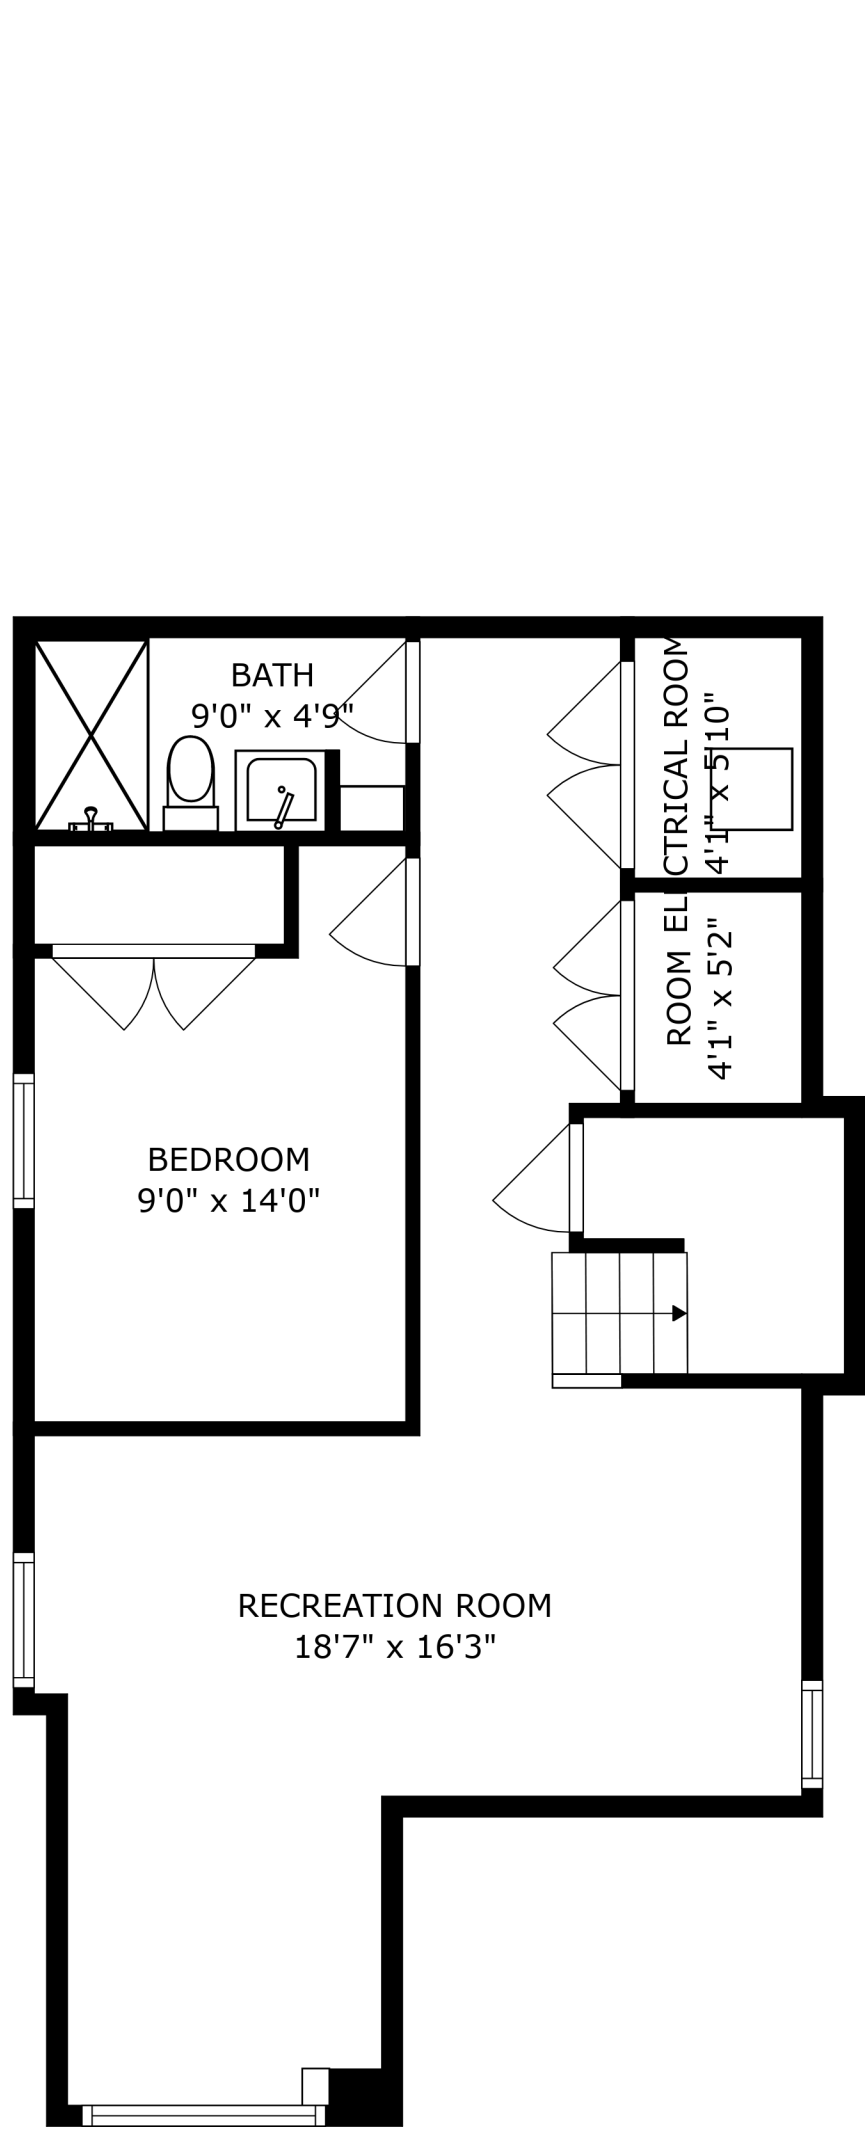 BATH
9'0" x 4'9"
ELECTRICAL ROOM
4'1" x 5'10"
ROOM
4'1" x 5'2"
BEDROOM
9'0" x 14'0"
RECREATION ROOM
18'7" x 16'3"